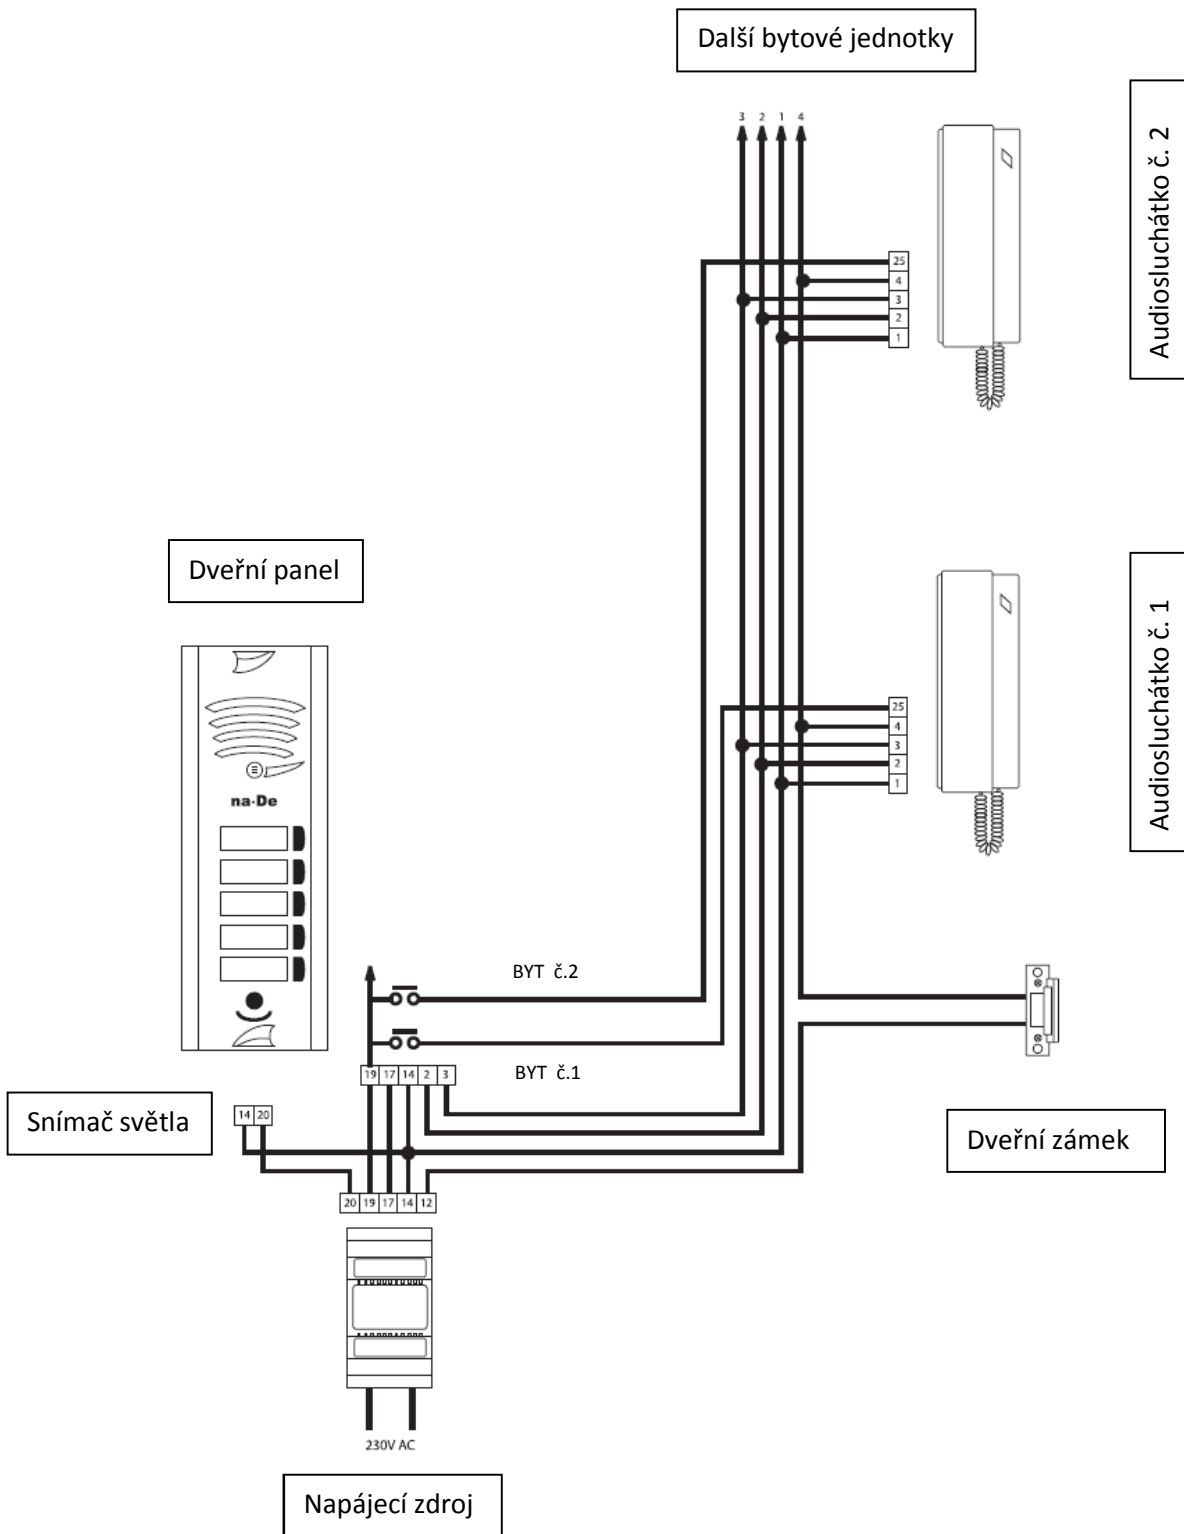 Další bytové jednotky
Audiosluchátko č. 2
3 2 1 4
25
4
3
2
1
Dveřní panel
Audiosluchátko č. 1
25
4
3
2
1
na·De
BYT č.2
BYT č.1
19 17 14 2 3
Snímač světla
14 20
Dveřní zámek
20 19 17 14 12
230V AC
Napájecí zdroj